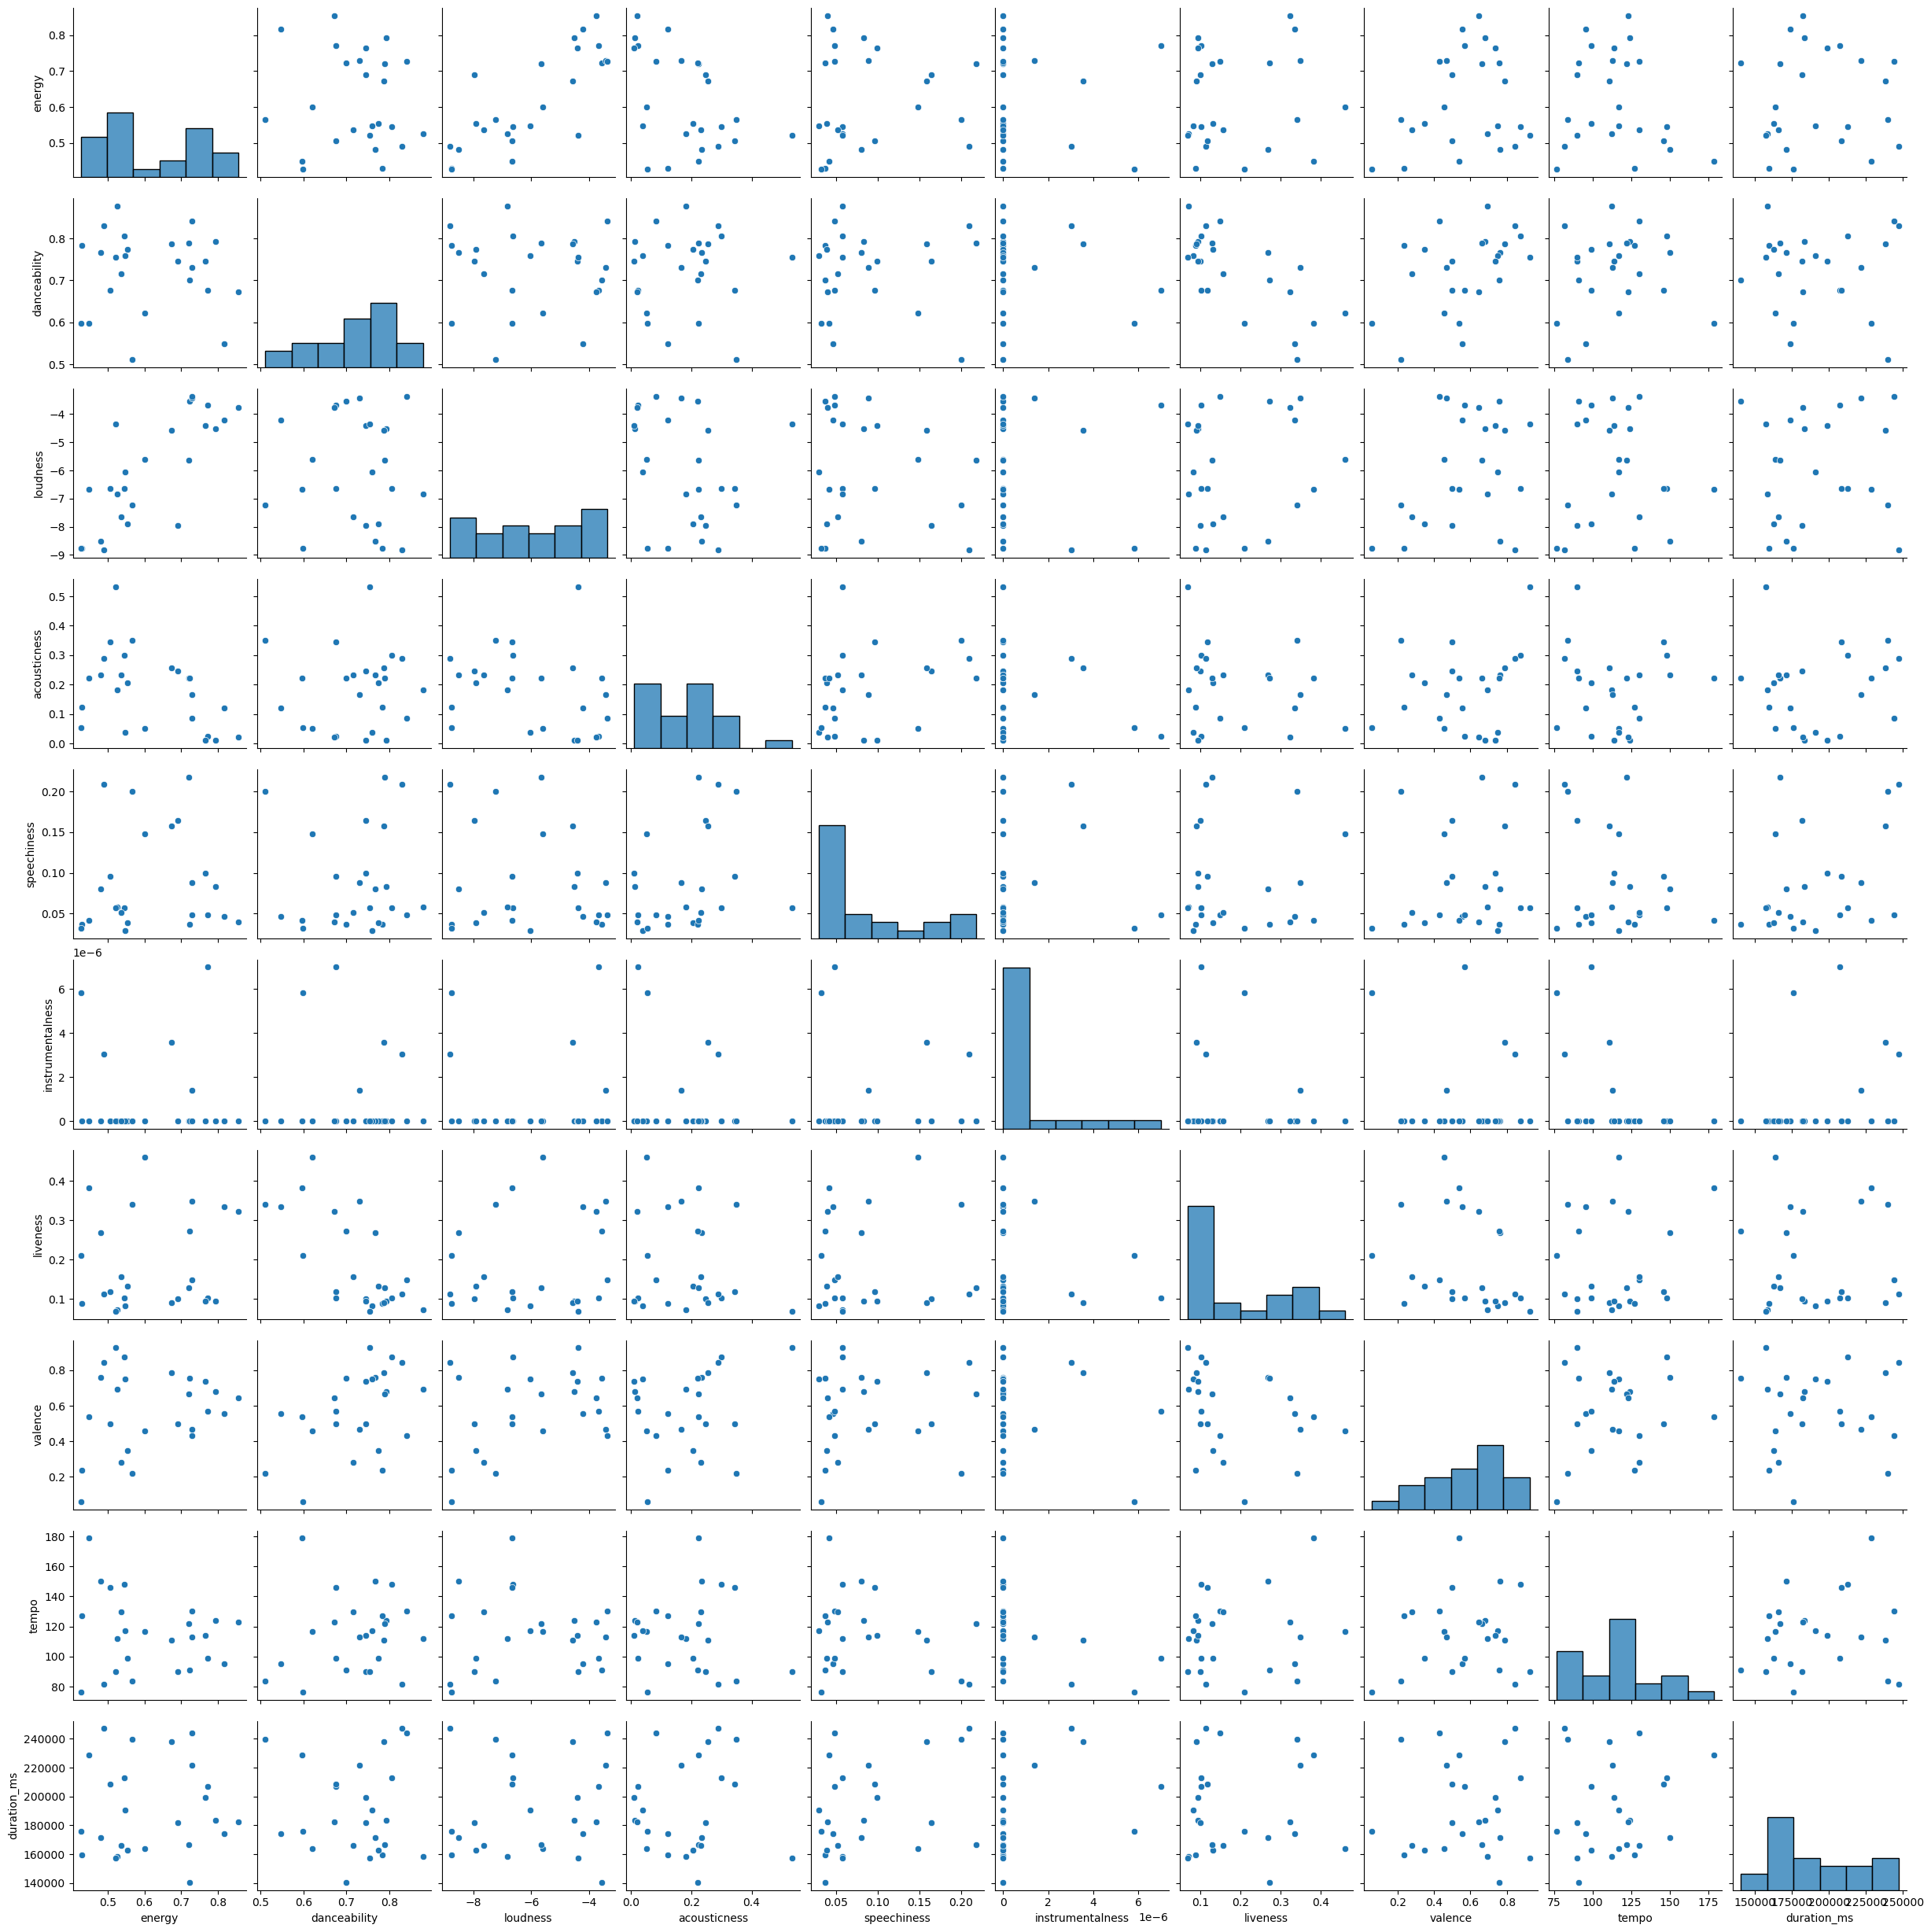 energy
0.8
0.7
0.6
0.5
danceability
0.8
0.7
0.6
0.5
loudness
−4
−5
−6
−7
−8
−9
acousticness
0.5
0.4
0.3
0.2
0.1
0.0
speechiness
0.20
0.15
0.10
0.05
1e−6
instrumentalness
6
4
2
0
liveness
0.4
0.3
0.2
0.1
valence
0.8
0.6
0.4
0.2
tempo
180
160
140
120
100
80
duration_ms
240000
220000
200000
180000
160000
140000
0.5 0.6 0.7 0.8
0.5 0.6 0.7 0.8
−8 −6 −4
0.0 0.2 0.4
0.05 0.10 0.15 0.20
0 2 4 6
1e−6
0.1 0.2 0.3 0.4
0.2 0.4 0.6 0.8
75 100 125 150 175
150000 175000 200000 225000 250000
energy danceability loudness acousticness speechiness instrumentalness liveness valence tempo duration_ms